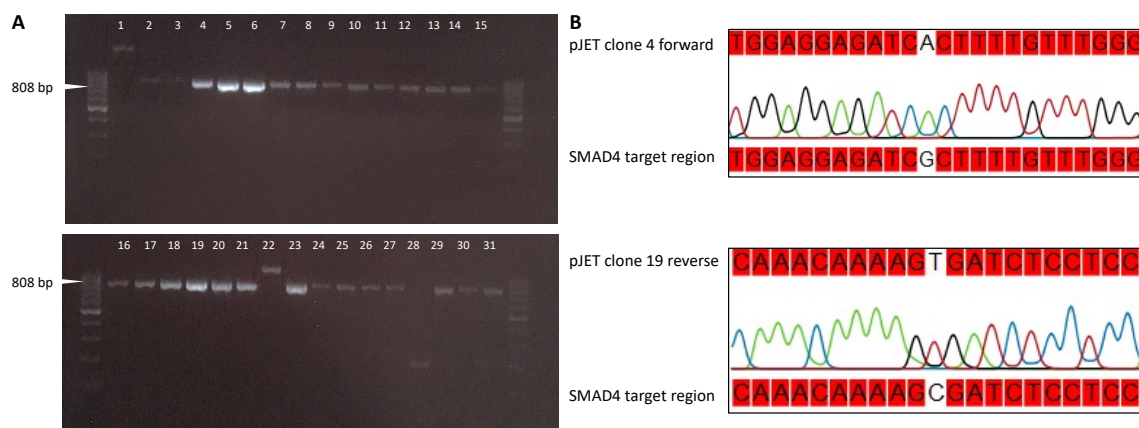 A
1 2 3 4 5 6 7 8 9 10 11 12 13 14 15
808 bp
16 17 18 19 20 21 22 23 24 25 26 27 28 29 30 31
808 bp
B
pJET clone 4 forward
TGGAGGAGATCACTTTTGTTTGGG
SMAD4 target region
TGGAGGAGATCGCTTTTGTTTGGG
pJET clone 19 reverse
CAAACAAAAGTGATCTCCTCC
SMAD4 target region
CAAACAAAAGCGATCTCCTCC